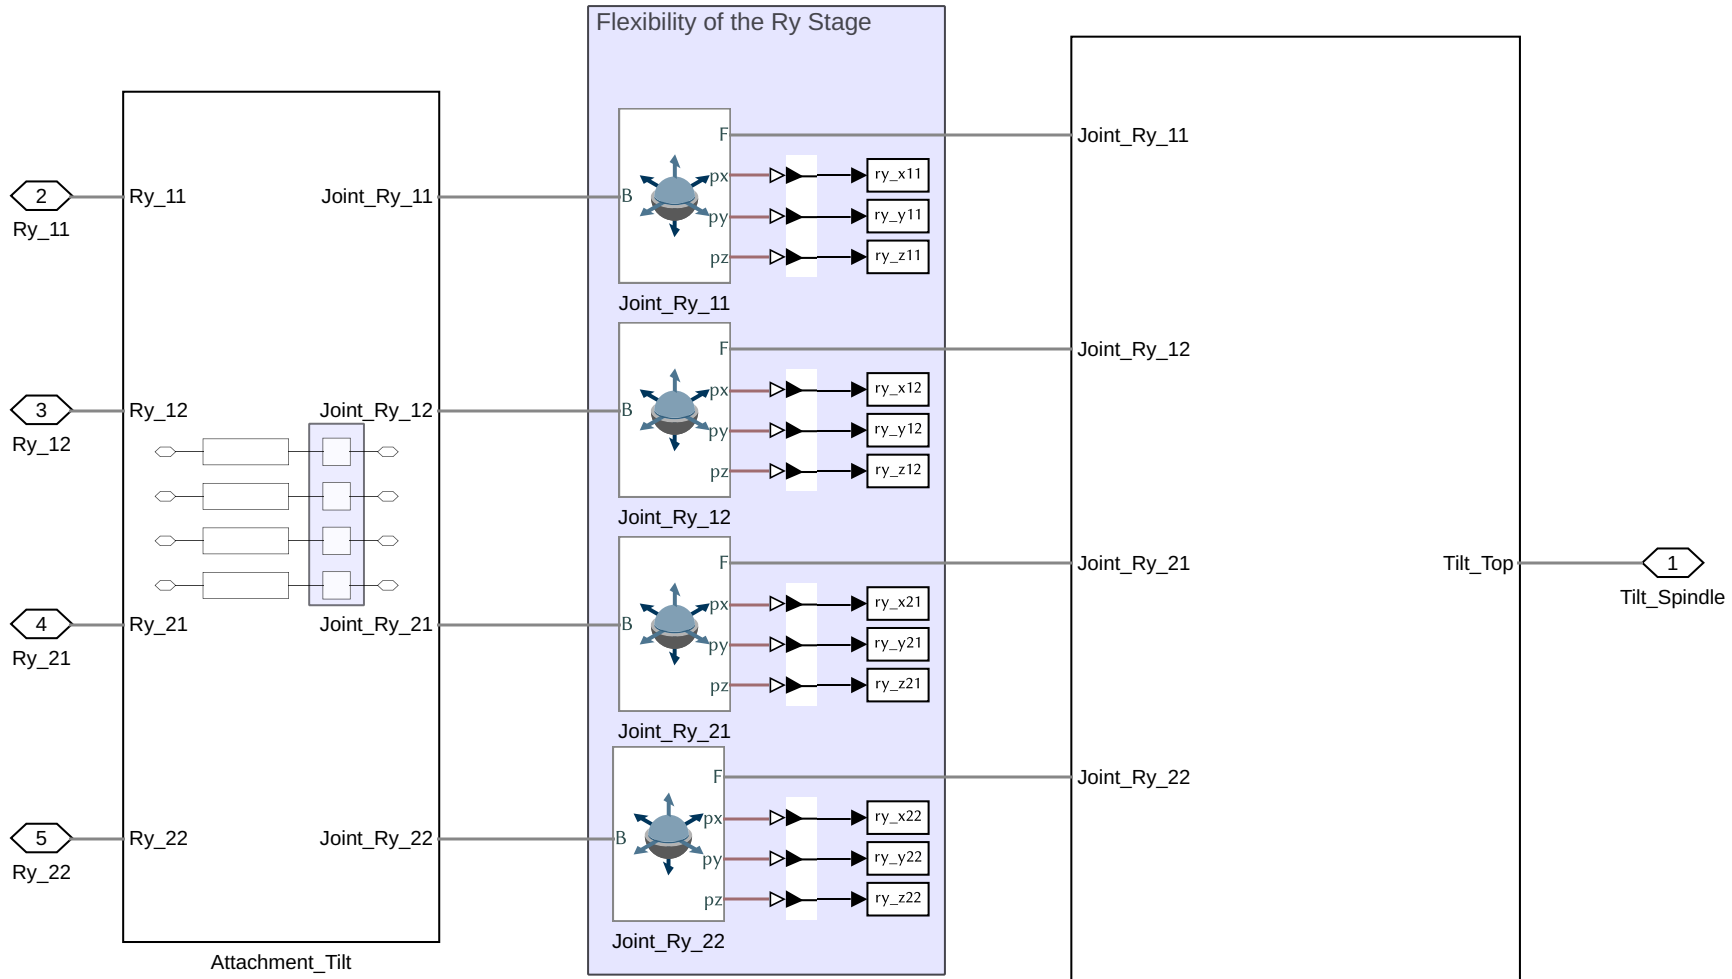 Flexibility of the Ry Stage
2
Ry_11
3
Ry_12
4
Ry_21
5
Ry_22
Ry_11
Joint_Ry_11
Ry_12
Joint_Ry_12
Ry_21
Joint_Ry_21
Ry_22
Joint_Ry_22
Attachment_Tilt
B
F
px
py
pz
ry_x11
ry_y11
ry_z11
Joint_Ry_11
B
F
px
py
pz
ry_x12
ry_y12
ry_z12
Joint_Ry_12
B
F
px
py
pz
ry_x21
ry_y21
ry_z21
Joint_Ry_21
B
F
px
py
pz
ry_x22
ry_y22
ry_z22
Joint_Ry_22
Joint_Ry_11
Joint_Ry_12
Joint_Ry_21
Joint_Ry_22
Tilt_Top
1
Tilt_Spindle